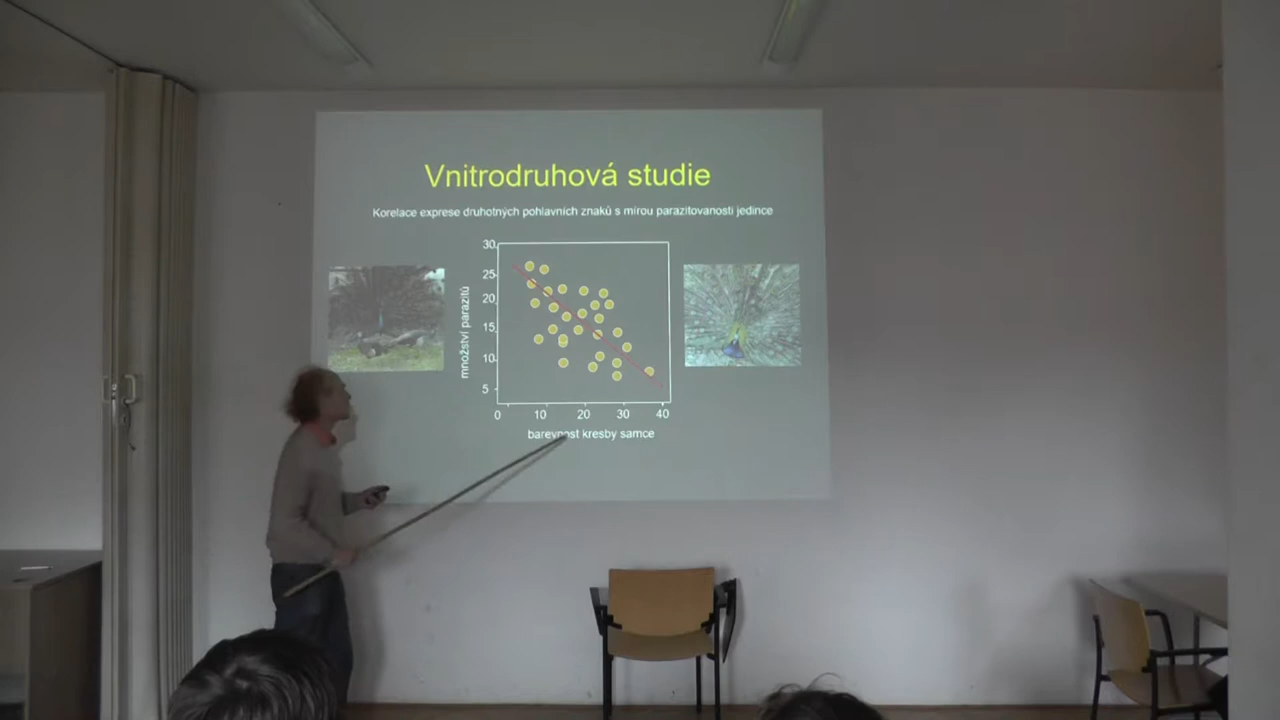 Vnitrodruhová studie
Korelace exprese druhotných pohlavních znaků s mírou parazitovanosti jedince
30
25
20
15
10
5
množství parazitů
0 10 20 30 40
barevnost kresby samce